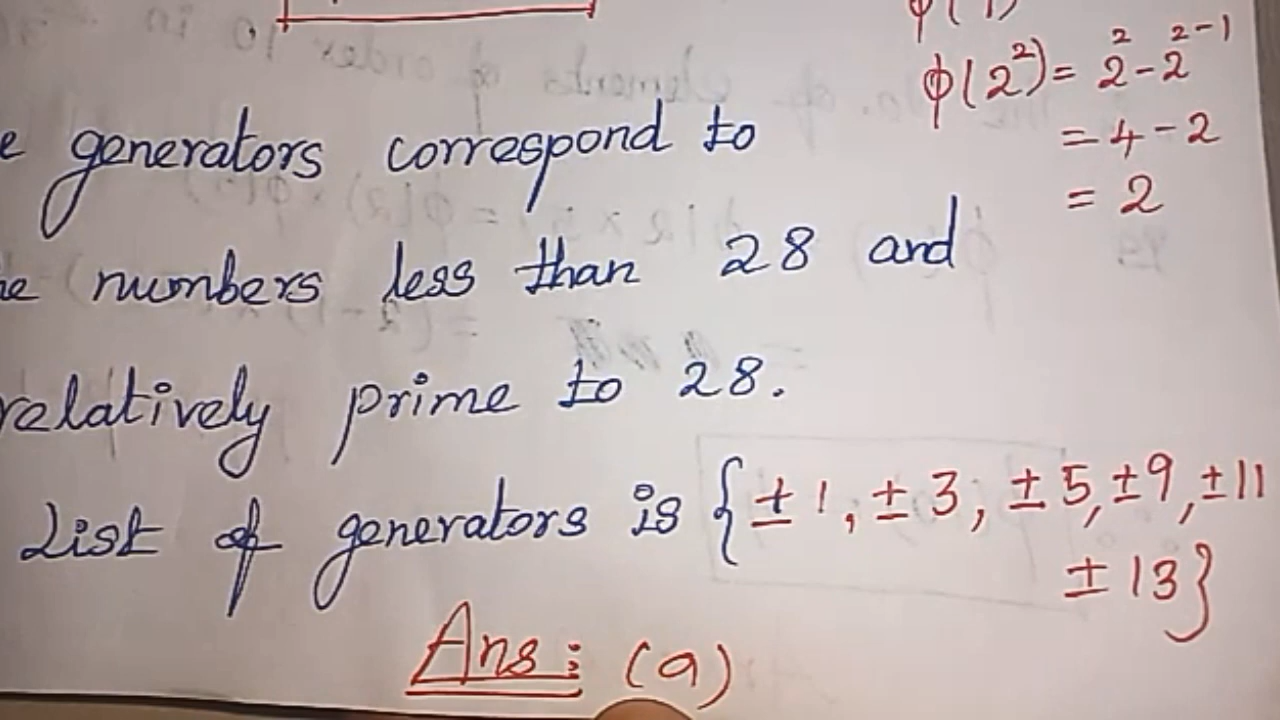 φ(2²) = 2² - 2²⁻¹
= 4 - 2
= 2
e generators correspond to
e numbers less than 28 and
relatively prime to 28.
List of generators is {± 1, ± 3, ± 5, ± 9, ± 11
± 13}
Ans: (a)